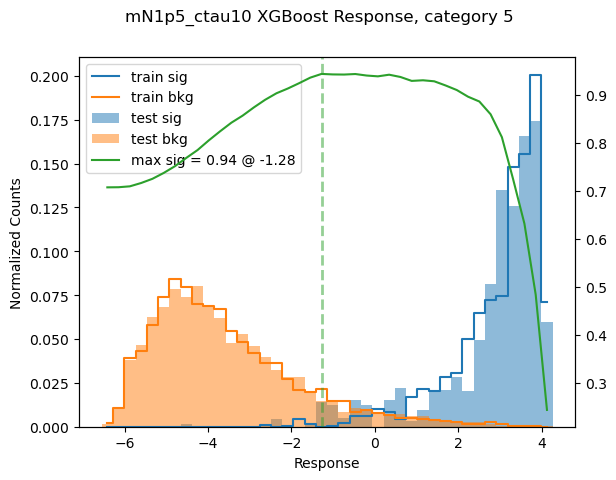 mN1p5_ctau10 XGBoost Response, category 5
train sig
train bkg
test sig
test bkg
max sig = 0.94 @ -1.28
Normalized Counts
0.200
0.175
0.150
0.125
0.100
0.075
0.050
0.025
0.000
0.9
0.8
0.7
0.6
0.5
0.4
0.3
−6
−4
−2
0
2
4
Response